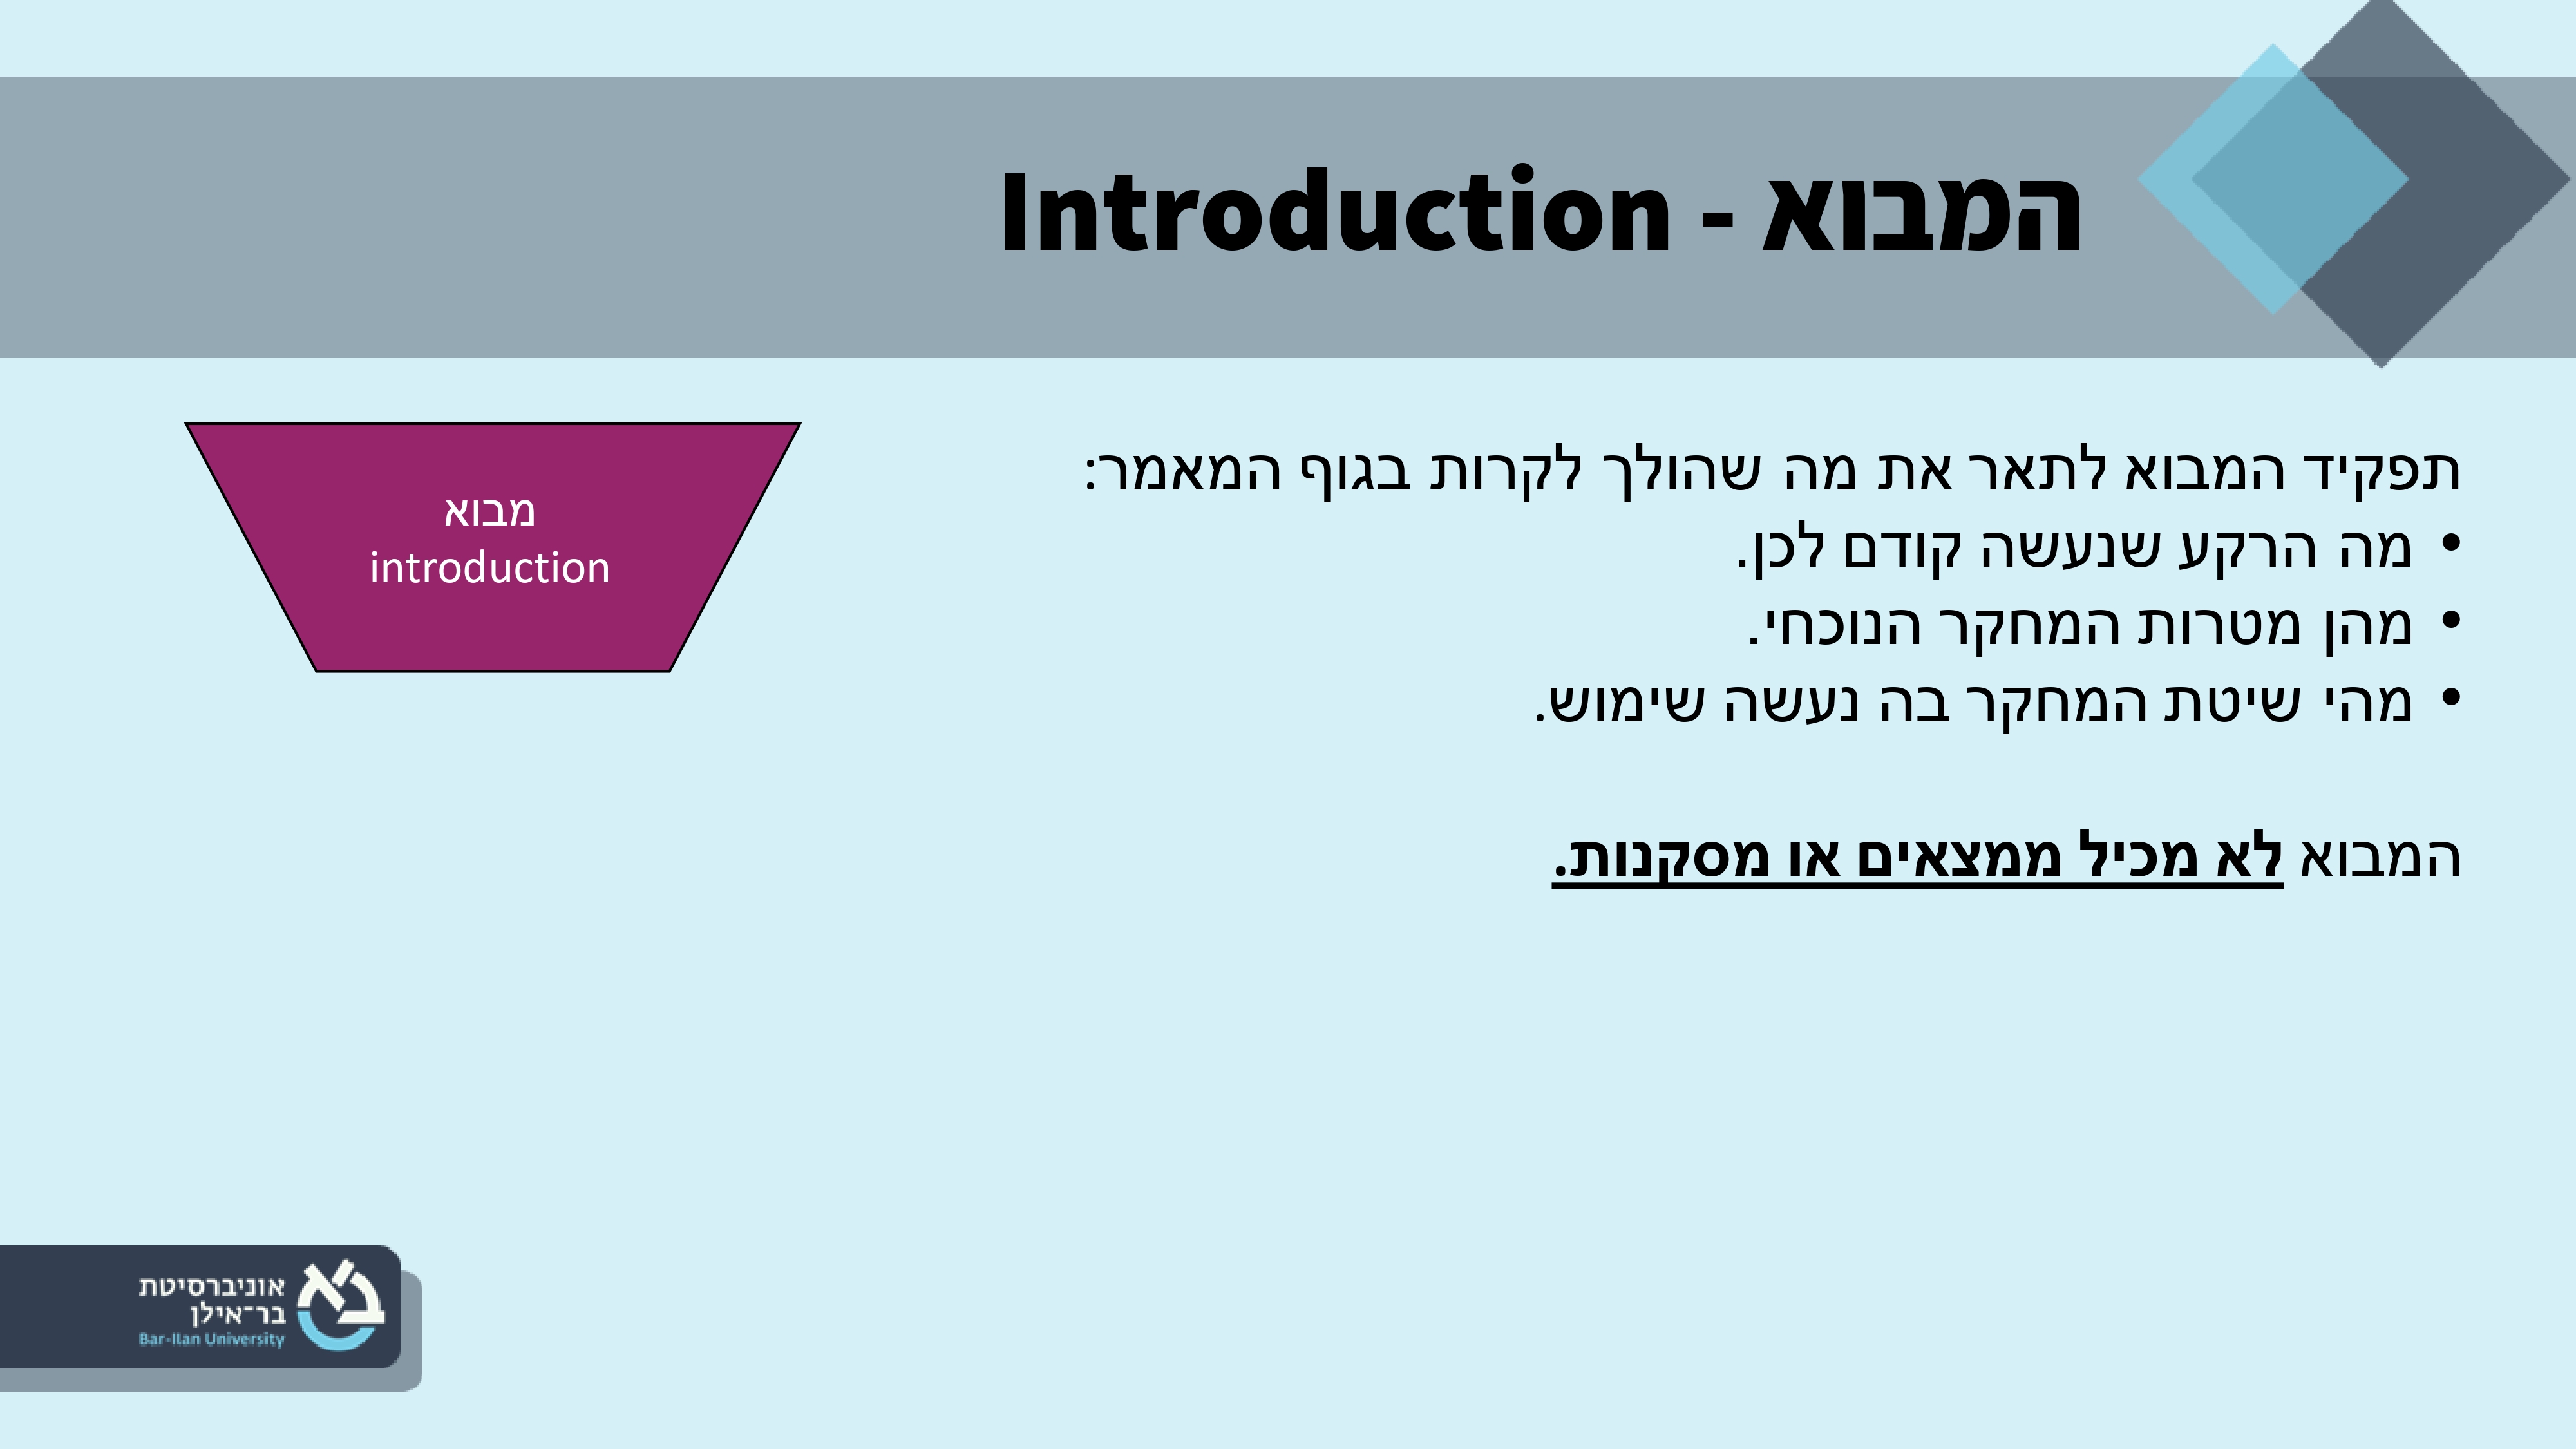 המבוא - Introduction
תפקיד המבוא לתאר את מה שהולך לקרות בגוף המאמר:
• מה הרקע שנעשה קודם לכן.
• מהן מטרות המחקר הנוכחי.
• מהי שיטת המחקר בה נעשה שימוש.
המבוא לא מכיל ממצאים או מסקנות.
מבוא
introduction
אוניברסיטת
בר־אילן
Bar-Ilan University